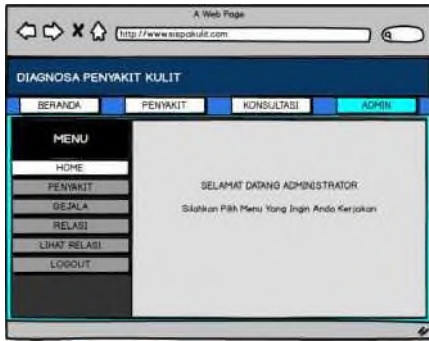 A Web Page
http://www.sispakulit.com
DIAGNOSA PENYAKIT KULIT
BERANDA
PENYAKIT
KONSULTASI
ADMIN
MENU
HOME
PENYAKIT
GEJALA
RELASI
LIHAT RELASI
LOGOUT
SELAMAT DATANG ADMINISTRATOR
Silahkan Pilih Menu Yang Ingin Anda Kerjakan